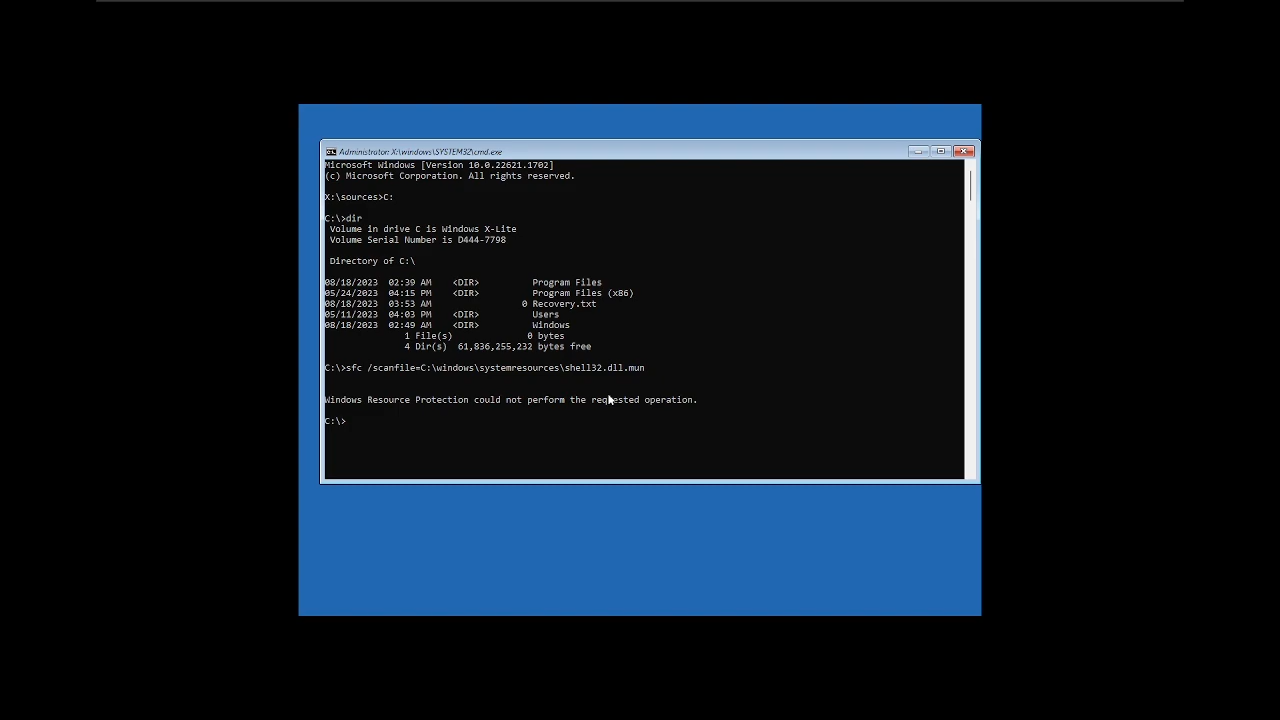 Administrator: X:\windows\SYSTEM32\cmd.exe
Microsoft Windows [Version 10.0.22621.1702]
(c) Microsoft Corporation. All rights reserved.
X:\sources>C:
C:\>dir
Volume in drive C is Windows X-Lite
Volume Serial Number is D444-7798
Directory of C:\
08/18/2023  02:39 AM    <DIR>          Program Files
05/24/2023  04:15 PM    <DIR>          Program Files (x86)
08/18/2023  03:53 AM                 0 Recovery.txt
05/11/2023  04:03 PM    <DIR>          Users
08/18/2023  02:49 AM    <DIR>          Windows
1 File(s)              0 bytes
4 Dir(s)  61,836,255,232 bytes free
C:\>sfc /scanfile=C:\windows\systemresources\shell32.dll.mun
Windows Resource Protection could not perform the requested operation.
C:\>